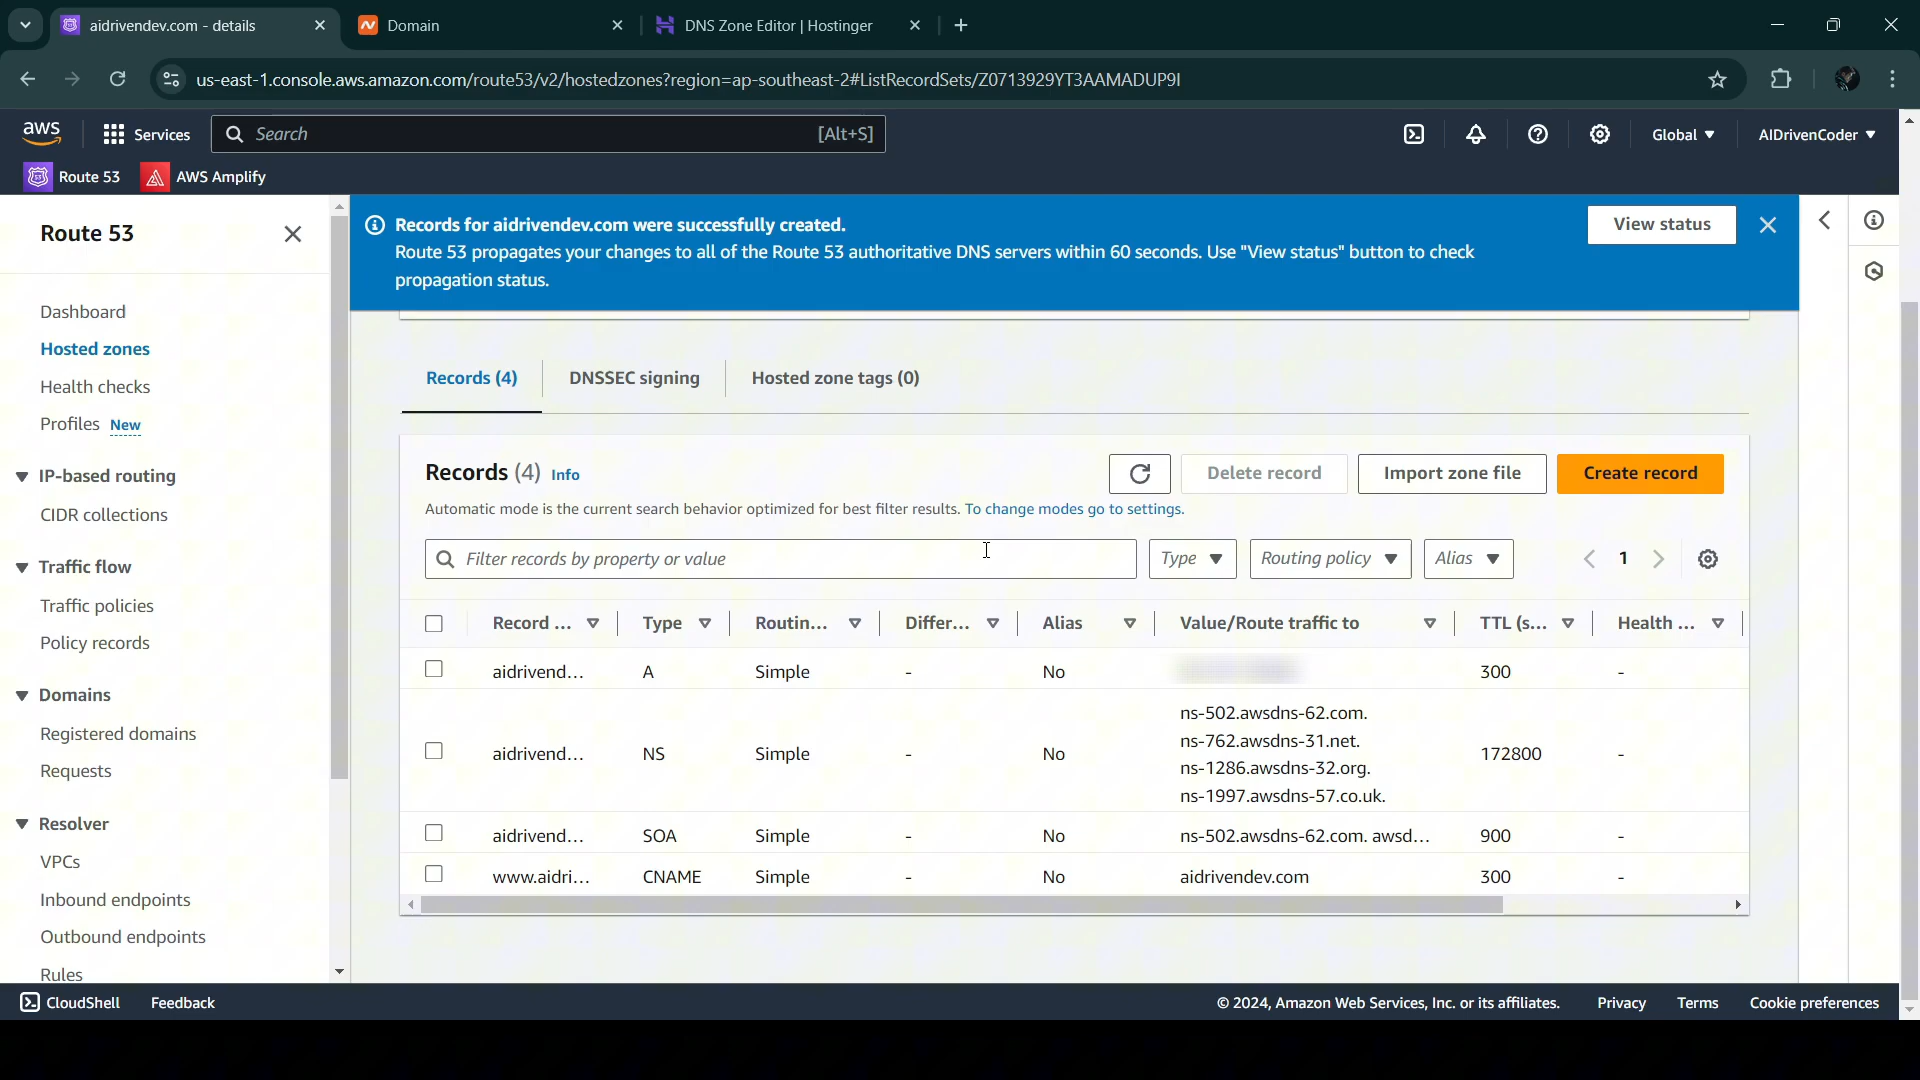 aidrivendev.com - details
Domain
DNS Zone Editor | Hostinger
us-east-1.console.aws.amazon.com/route53/v2/hostedzones?region=ap-southeast-2#ListRecordSets/Z0713929YT3AAMADUP9I
aws
Services
Search
[Alt+S]
Global
AIDrivenCoder
Route 53
AWS Amplify
Route 53
Dashboard
Hosted zones
Health checks
Profiles New
IP-based routing
CIDR collections
Traffic flow
Traffic policies
Policy records
Domains
Registered domains
Requests
Resolver
VPCs
Inbound endpoints
Outbound endpoints
Rules
Records for aidrivendev.com were successfully created.
Route 53 propagates your changes to all of the Route 53 authoritative DNS servers within 60 seconds. Use "View status" button to check
propagation status.
View status
Records (4)
DNSSEC signing
Hosted zone tags (0)
Records (4) Info
Delete record
Import zone file
Create record
Automatic mode is the current search behavior optimized for best filter results. To change modes go to settings.
Filter records by property or value
Type
Routing policy
Alias
1
Record ... Type Routin... Differ... Alias Value/Route traffic to TTL (s... Health ...
aidrivend... A Simple - No 300 -
aidrivend... NS Simple - No
ns-502.awsdns-62.com.
ns-762.awsdns-31.net.
ns-1286.awsdns-32.org.
ns-1997.awsdns-57.co.uk.
172800 -
aidrivend... SOA Simple - No ns-502.awsdns-62.com. awsd... 900 -
www.aidri... CNAME Simple - No aidrivendev.com 300 -
CloudShell
Feedback
© 2024, Amazon Web Services, Inc. or its affiliates.
Privacy
Terms
Cookie preferences